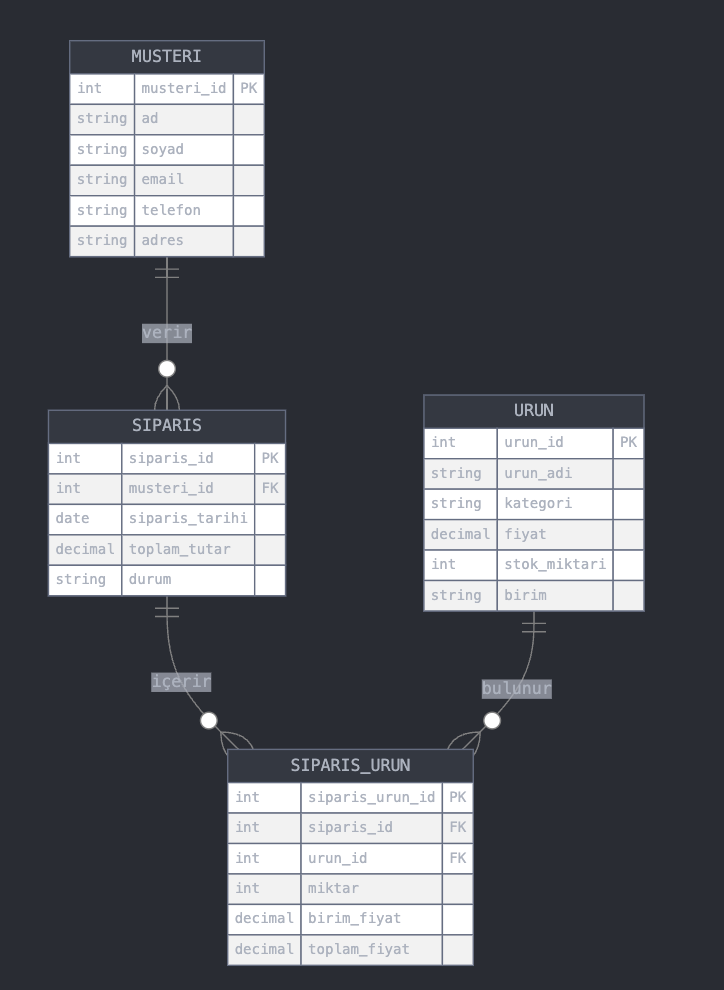 MUSTERI
int musteri_id PK
string ad
string soyad
string email
string telefon
string adres
verir
SIPARIS
int siparis_id PK
int musteri_id FK
date siparis_tarihi
decimal toplam_tutar
string durum
URUN
int urun_id PK
string urun_adi
string kategori
decimal fiyat
int stok_miktari
string birim
içerir
bulunur
SIPARIS_URUN
int siparis_urun_id PK
int siparis_id FK
int urun_id FK
int miktar
decimal birim_fiyat
decimal toplam_fiyat